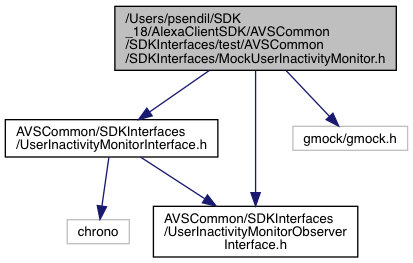 /Users/psendil/SDK
_18/AlexaClientSDK/AVSCommon
/SDKInterfaces/test/AVSCommon
/SDKInterfaces/MockUserInactivityMonitor.h
AVSCommon/SDKInterfaces
/UserInactivityMonitorInterface.h
gmock/gmock.h
chrono
AVSCommon/SDKInterfaces
/UserInactivityMonitorObserver
Interface.h